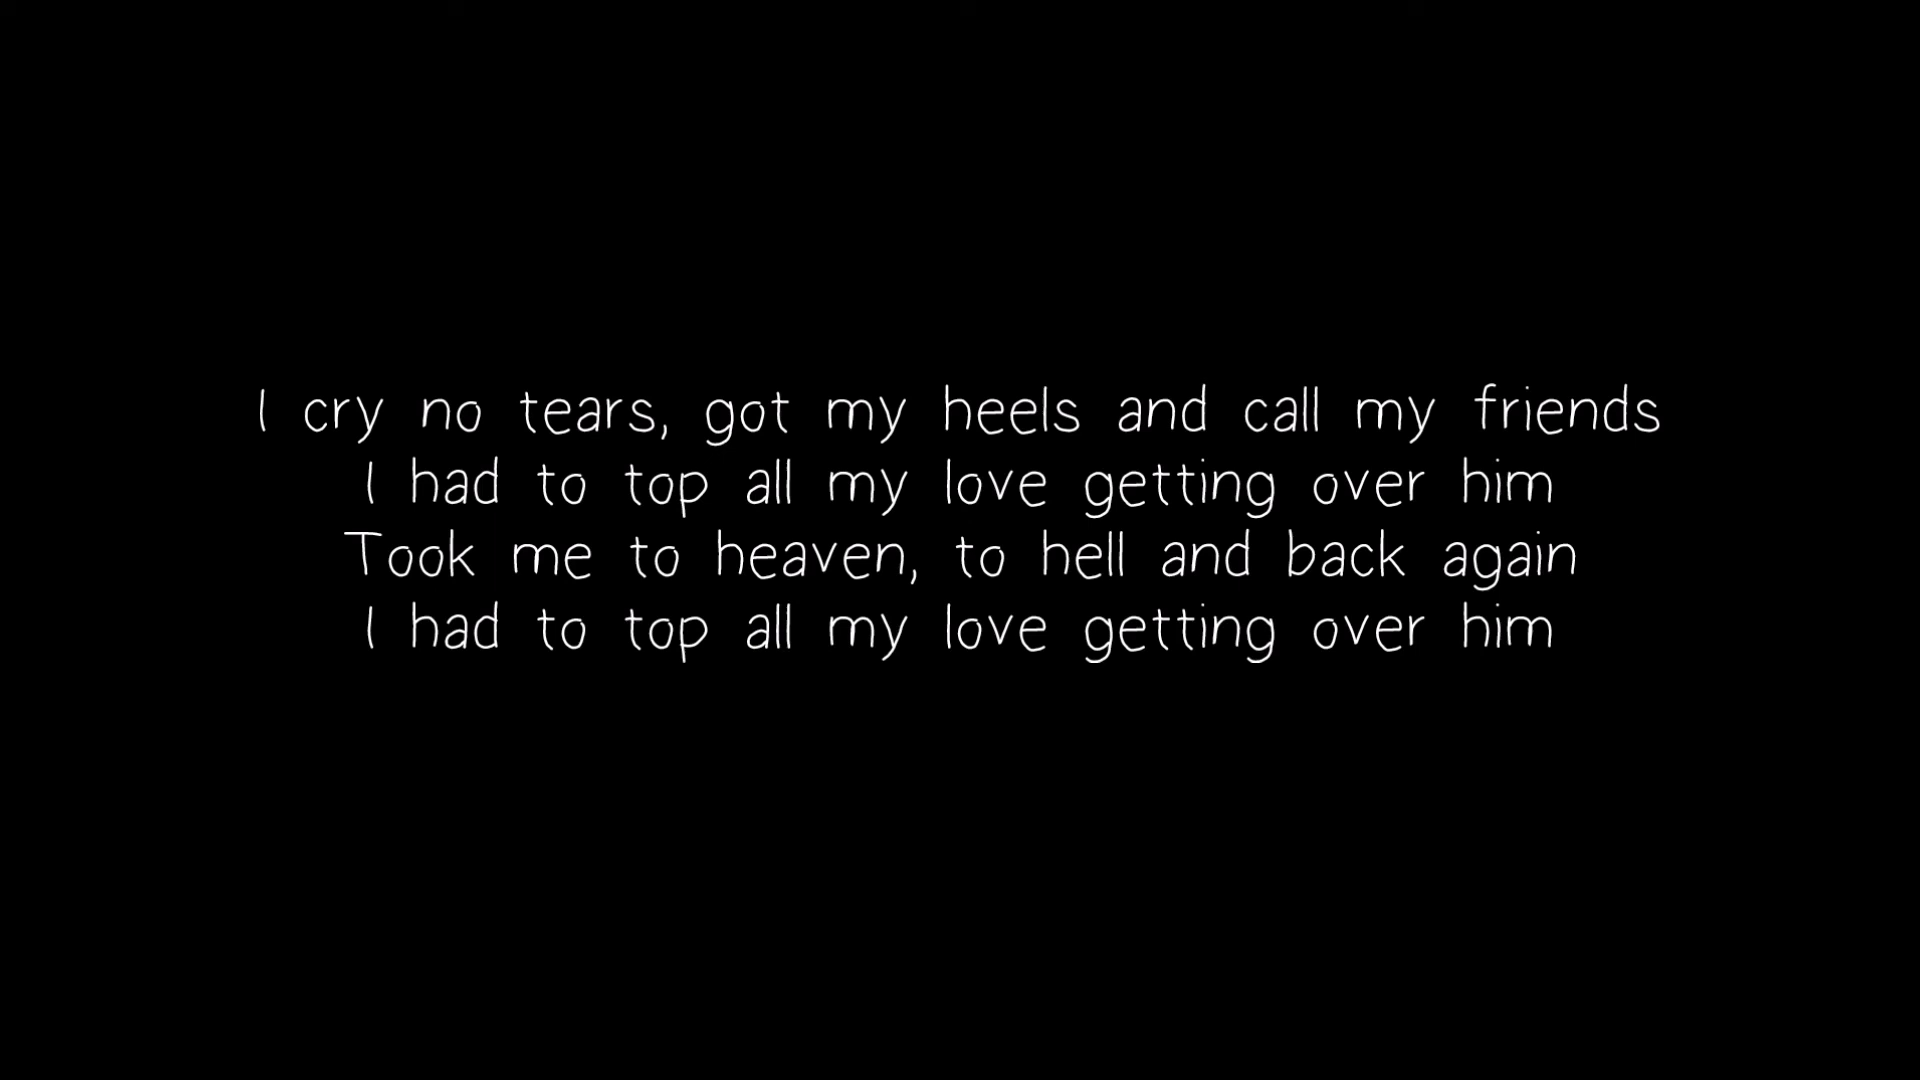 I cry no tears, got my heels and call my friends
I had to top all my love getting over him
Took me to heaven, to hell and back again
I had to top all my love getting over him